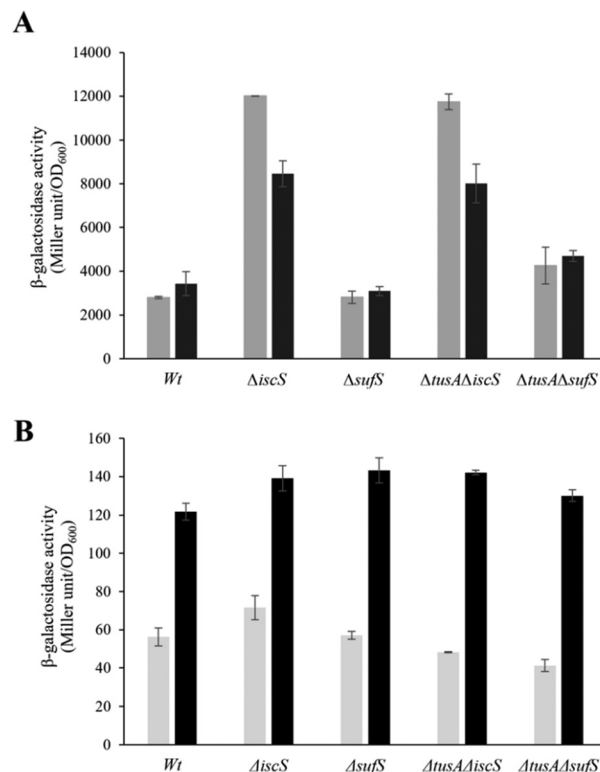 A
β-galactosidase activity
(Miller unit/OD600)
14000
12000
10000
8000
6000
4000
2000
0
Wt
ΔiscS
ΔsufS
ΔtusAΔiscS
ΔtusAΔsufS
B
β-galactosidase activity
(Miller unit/OD600)
160
140
120
100
80
60
40
20
0
Wt
ΔiscS
ΔsufS
ΔtusAΔiscS
ΔtusAΔsufS